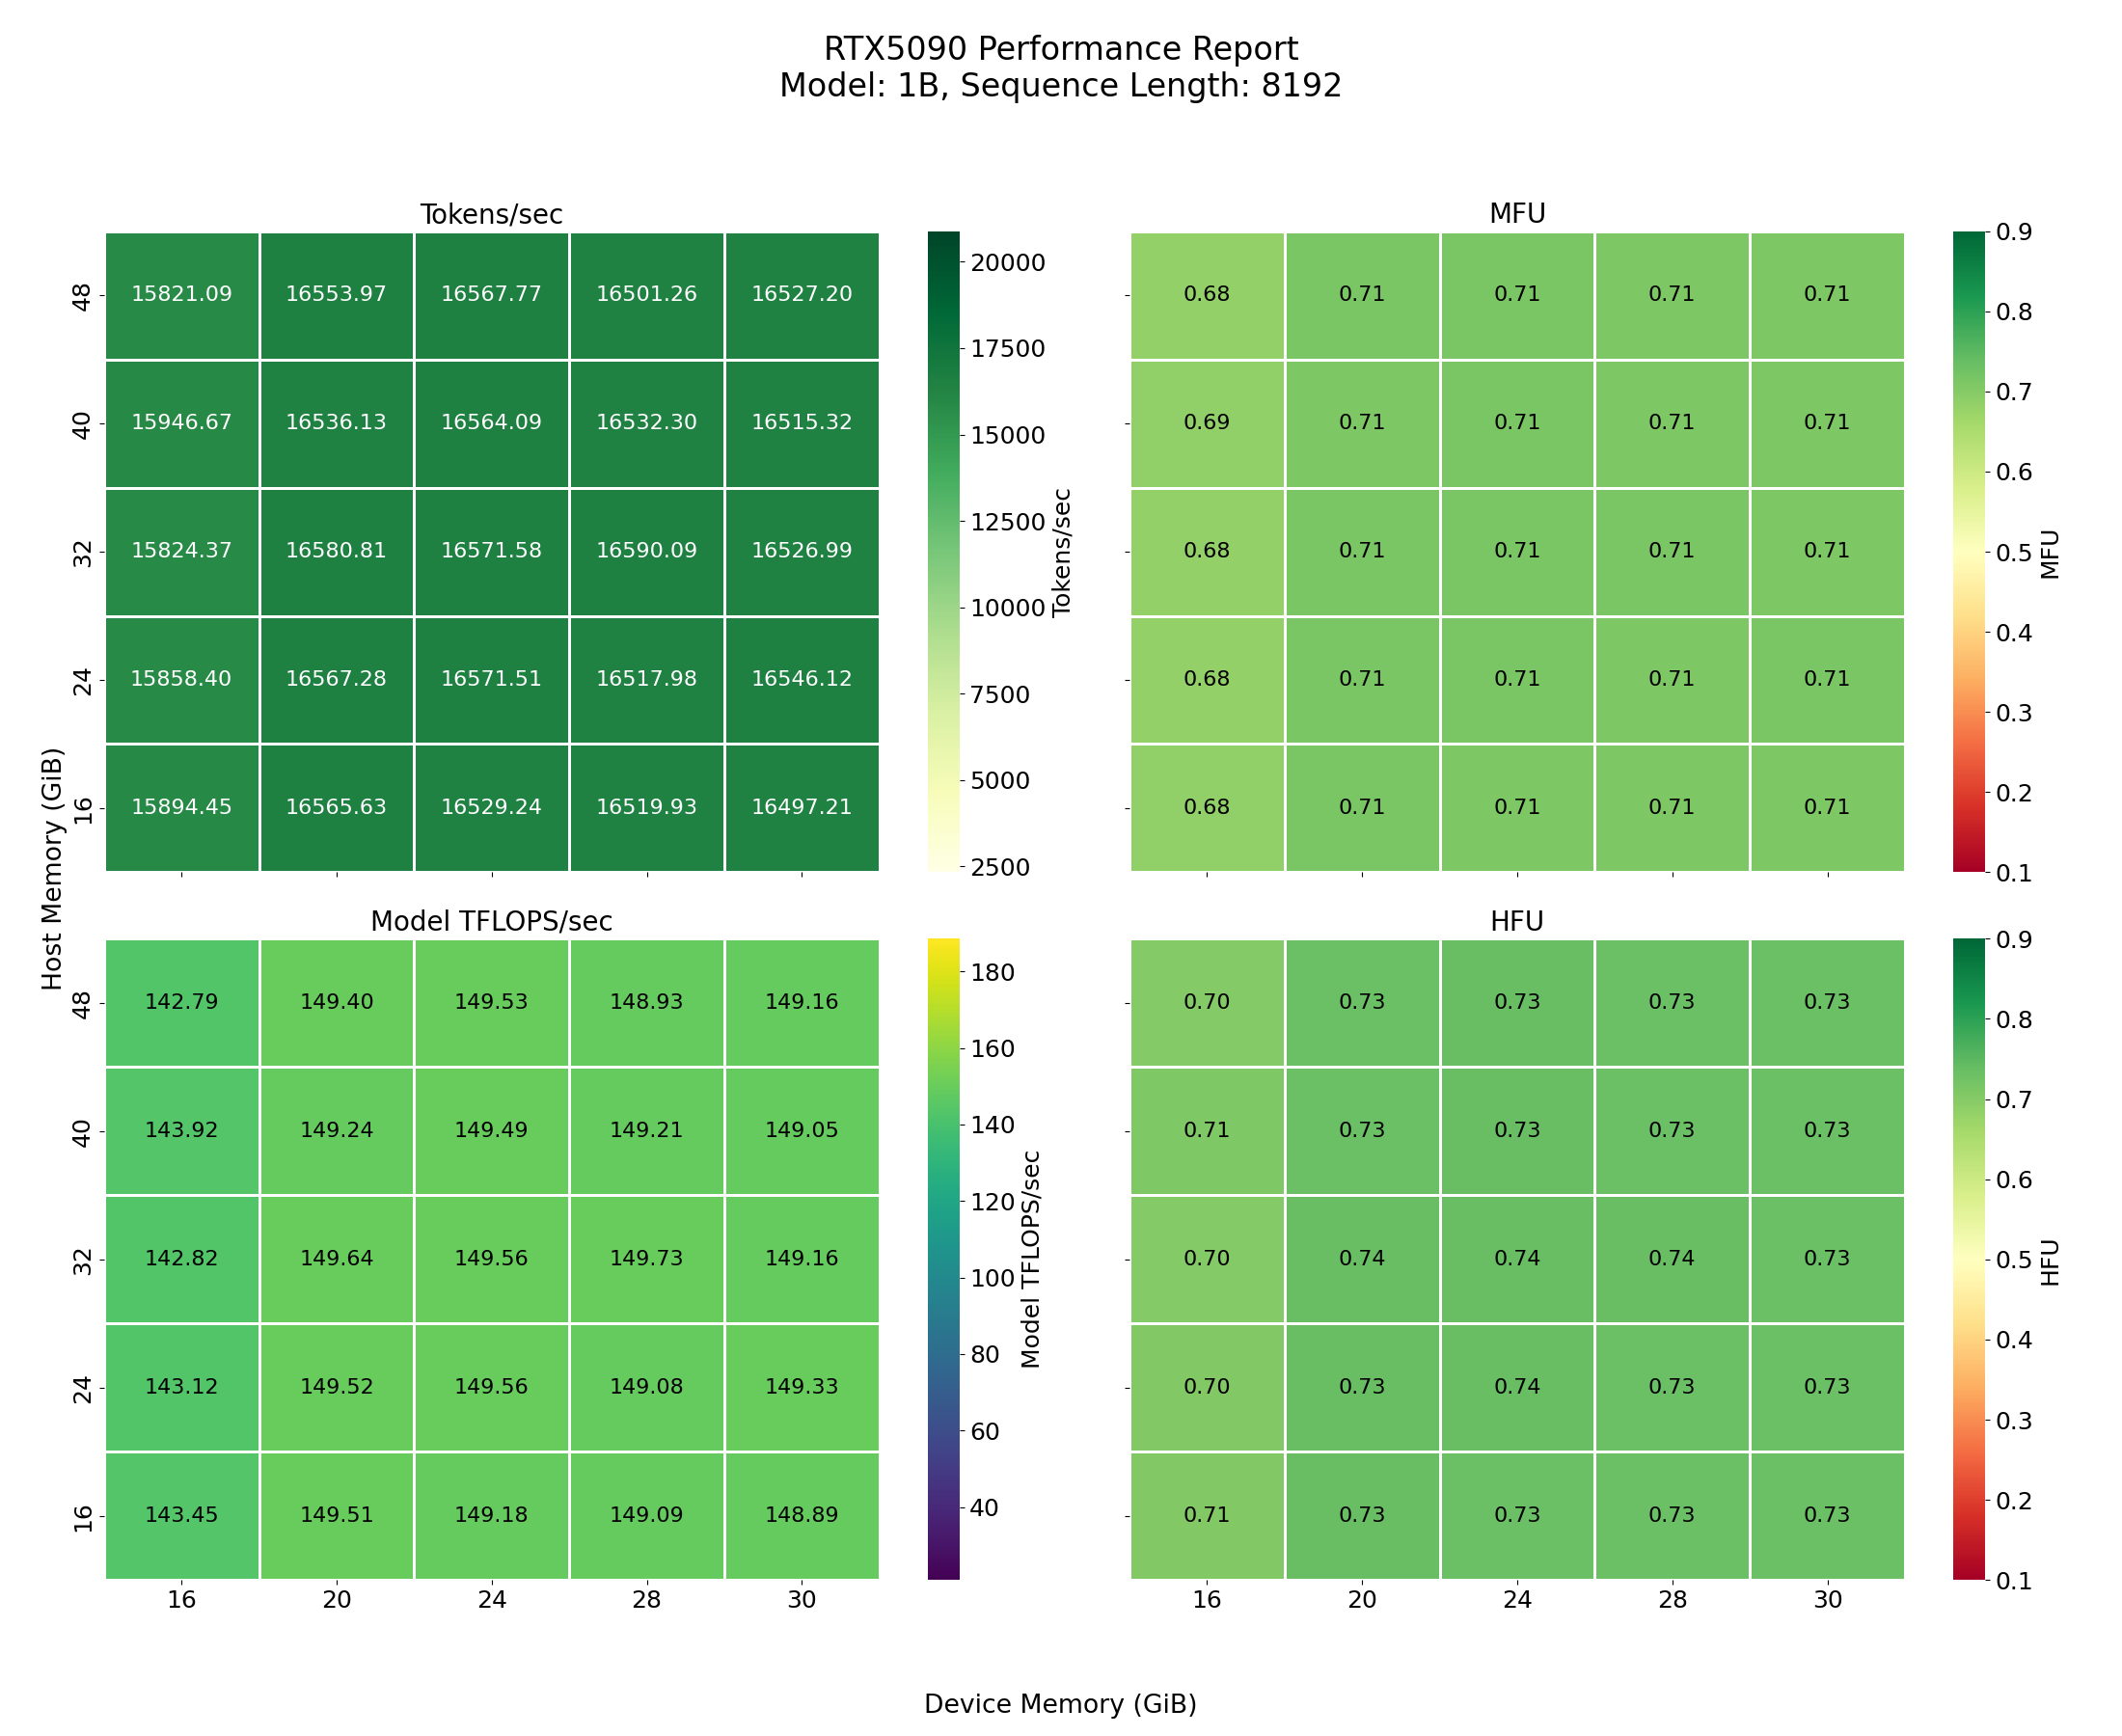 RTX5090 Performance Report
Model: 1B, Sequence Length: 8192
Tokens/sec
48 15821.09 16553.97 16567.77 16501.26 16527.20
40 15946.67 16536.13 16564.09 16532.30 16515.32
32 15824.37 16580.81 16571.58 16590.09 16526.99
24 15858.40 16567.28 16571.51 16517.98 16546.12
16 15894.45 16565.63 16529.24 16519.93 16497.21
20000
17500
15000
12500
10000
7500
5000
2500
Tokens/sec
MFU
0.68 0.71 0.71 0.71 0.71
0.69 0.71 0.71 0.71 0.71
0.68 0.71 0.71 0.71 0.71
0.68 0.71 0.71 0.71 0.71
0.68 0.71 0.71 0.71 0.71
0.9
0.8
0.7
0.6
0.5
0.4
0.3
0.2
0.1
MFU
Host Memory (GiB)
Model TFLOPS/sec
48 142.79 149.40 149.53 148.93 149.16
40 143.92 149.24 149.49 149.21 149.05
32 142.82 149.64 149.56 149.73 149.16
24 143.12 149.52 149.56 149.08 149.33
16 143.45 149.51 149.18 149.09 148.89
16 20 24 28 30
180
160
140
120
100
80
60
40
Model TFLOPS/sec
HFU
0.70 0.73 0.73 0.73 0.73
0.71 0.73 0.73 0.73 0.73
0.70 0.74 0.74 0.74 0.73
0.70 0.73 0.74 0.73 0.73
0.71 0.73 0.73 0.73 0.73
16 20 24 28 30
0.9
0.8
0.7
0.6
0.5
0.4
0.3
0.2
0.1
HFU
Device Memory (GiB)